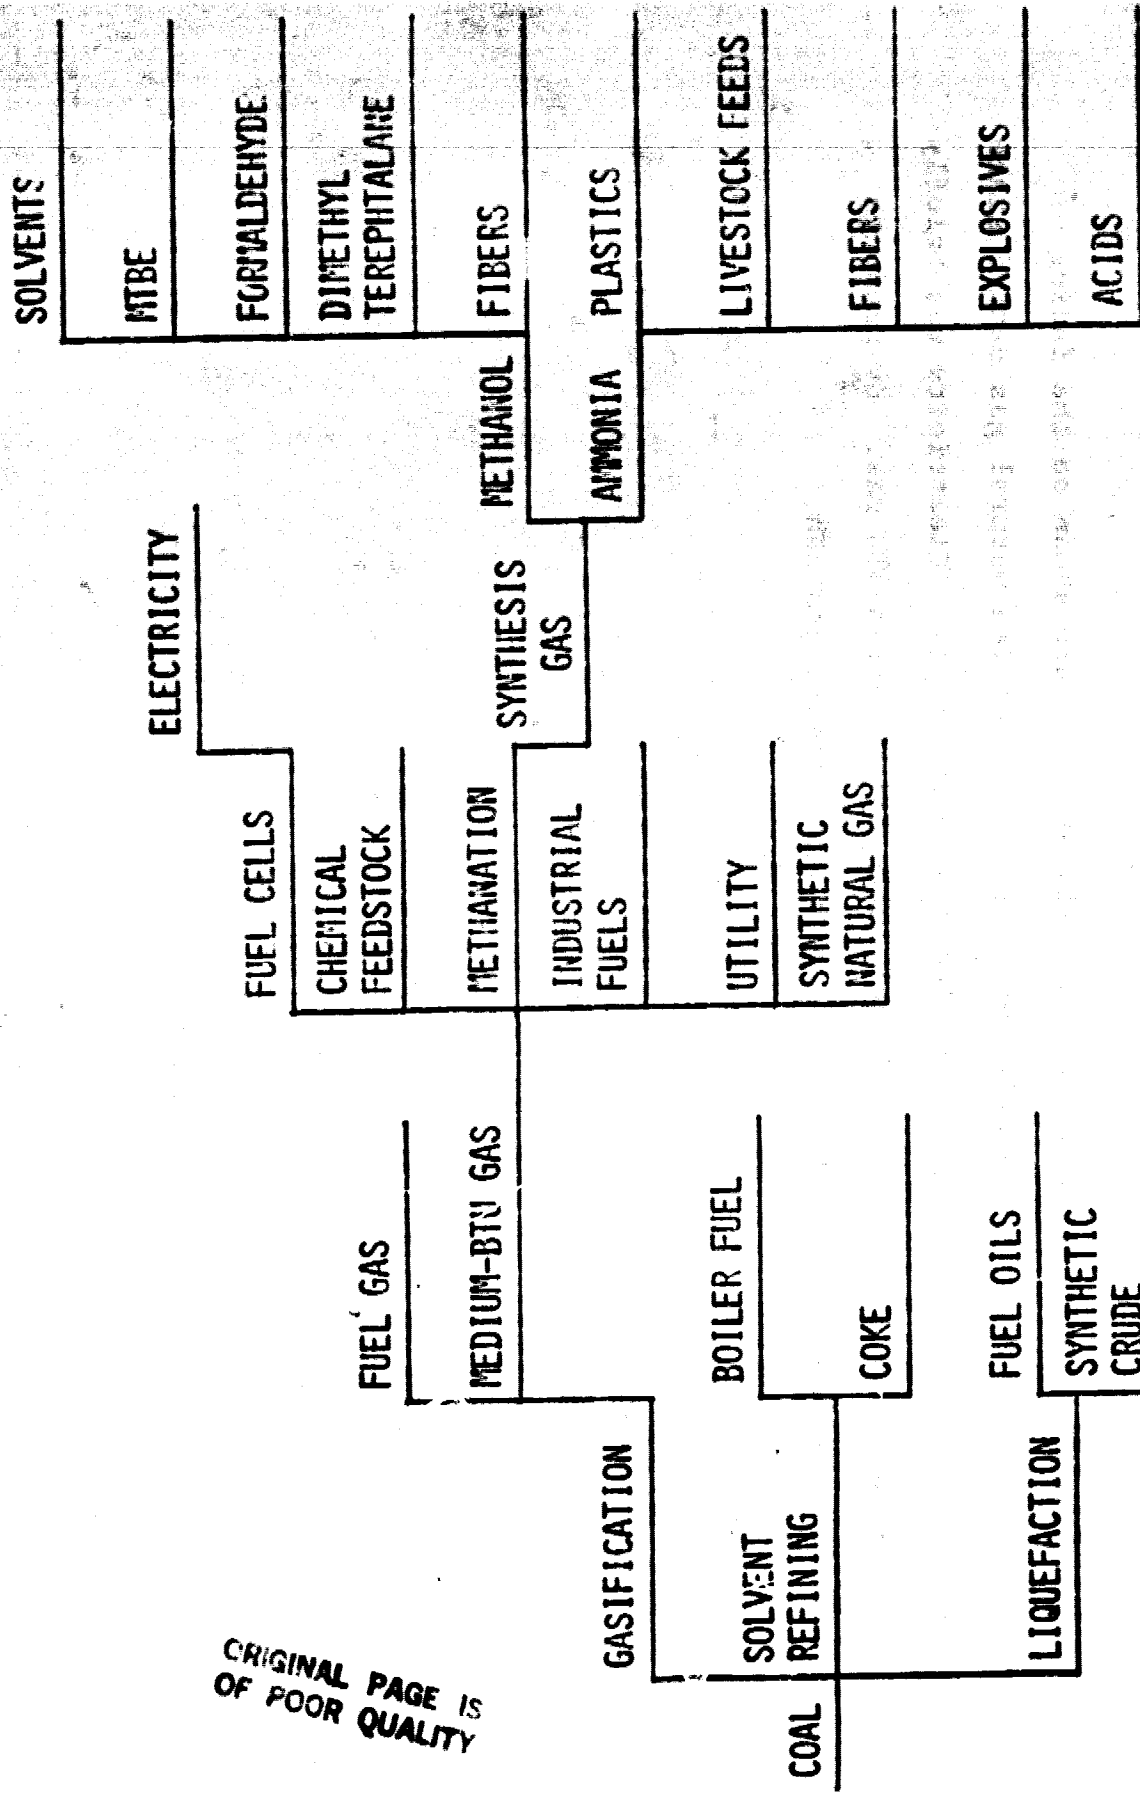 COAL
GASIFICATION
SOLVENT
REFINING
LIQUEFACTION
FUEL GAS
MEDIUM-BTU GAS
BOILER FUEL
COKE
FUEL OILS
SYNTHETIC
CRUDE
FUEL CELLS
CHEMICAL
FEEDSTOCK
METHANATION
INDUSTRIAL
FUELS
UTILITY
SYNTHETIC
NATURAL GAS
ELECTRICITY
SYNTHESIS
GAS
METHANOL
AMMONIA
SOLVENTS
MTBE
FORMALDEHYDE
DIMETHYL
TEREPHTALANE
FIBERS
PLASTICS
LIVESTOCK FEEDS
FIBERS
EXPLOSIVES
ACIDS
ORIGINAL PAGE IS
OF POOR QUALITY